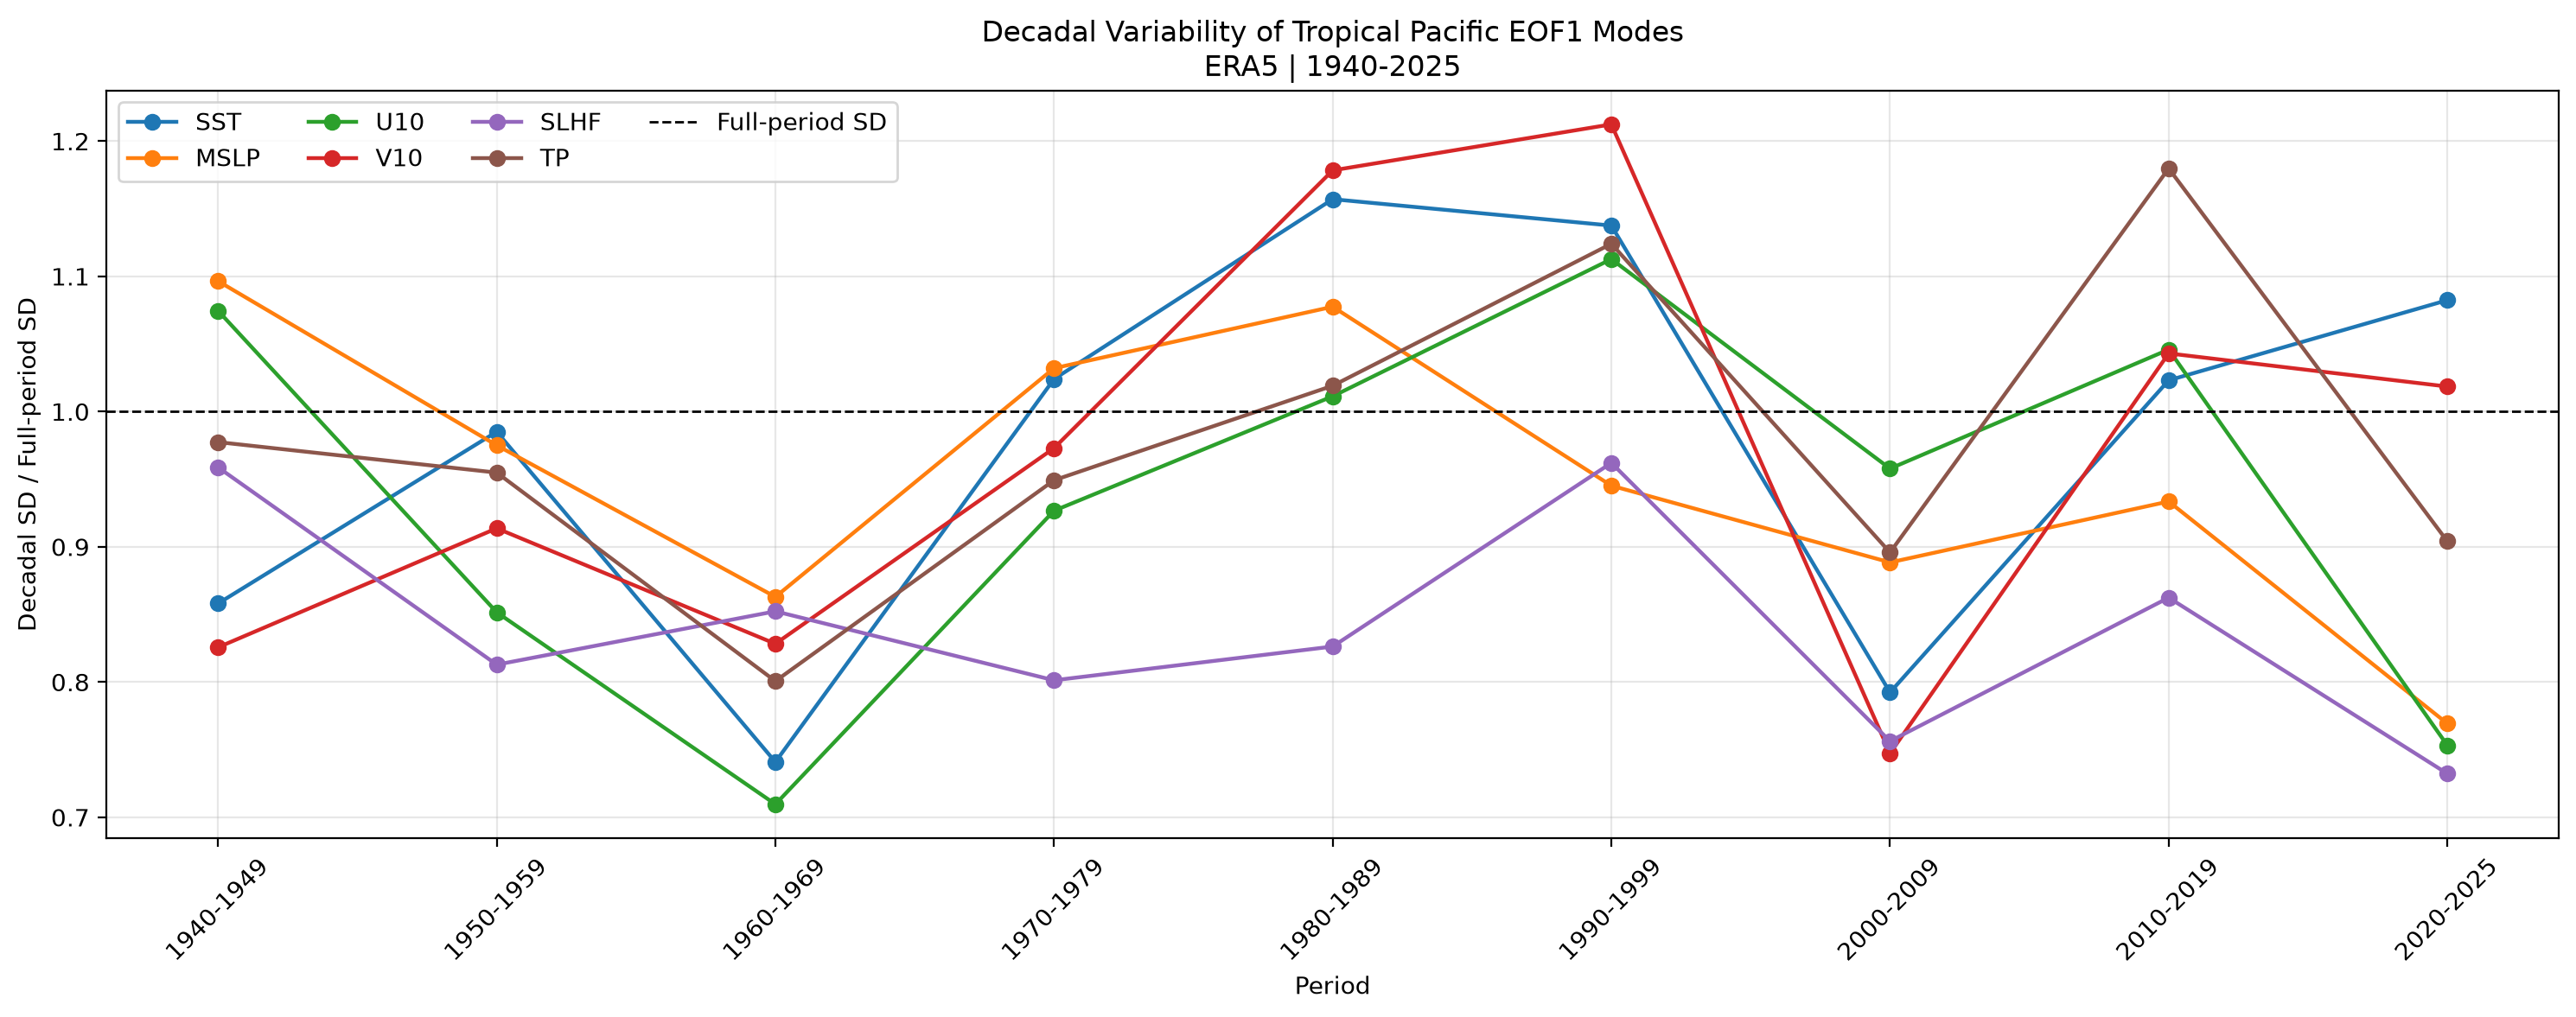 Decadal Variability of Tropical Pacific EOF1 Modes
ERA5 | 1940-2025
SST
MSLP
U10
V10
SLHF
TP
Full-period SD
Decadal SD / Full-period SD
1.2
1.1
1.0
0.9
0.8
0.7
1940-1949
1950-1959
1960-1969
1970-1979
1980-1989
1990-1999
2000-2009
2010-2019
2020-2025
Period